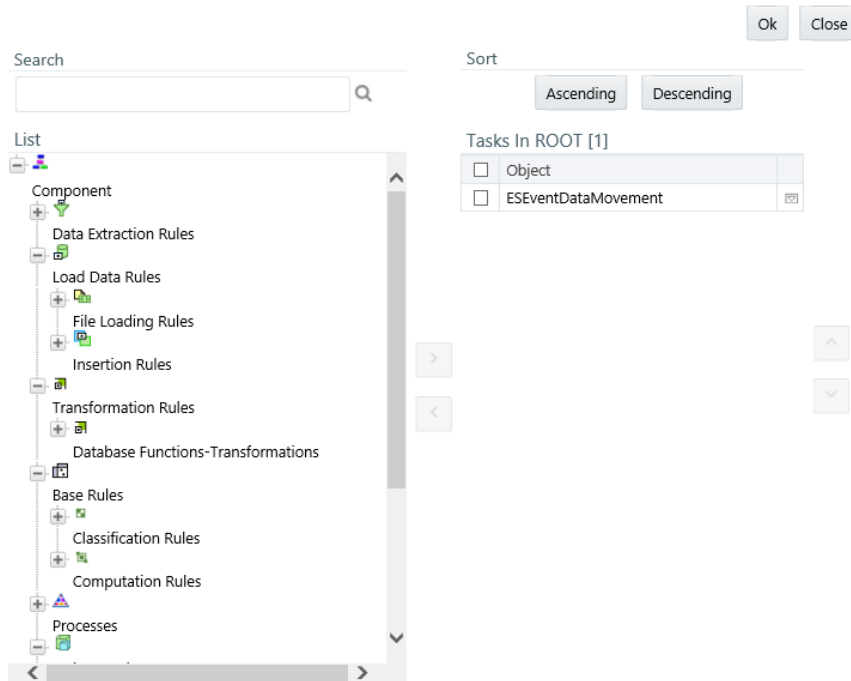 Ok Close
Search
Sort
Ascending Descending
List
Tasks In ROOT [1]
Object
ESEventDataMovement
Component
Data Extraction Rules
Load Data Rules
File Loading Rules
Insertion Rules
Transformation Rules
Database Functions-Transformations
Base Rules
Classification Rules
Computation Rules
Processes